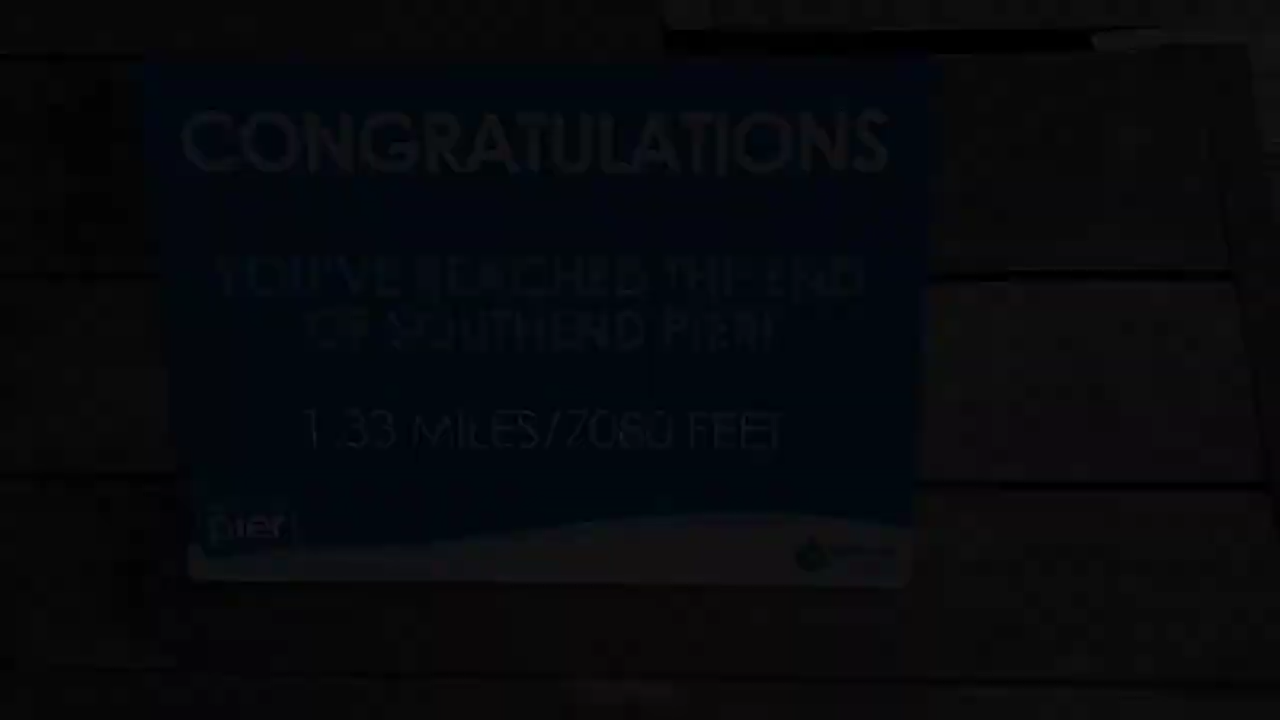 CONGRATULATIONS
YOU'VE REACHED THE END
OF SOUTHEND PIER!
1.33 MILES/7080 FEET
pier